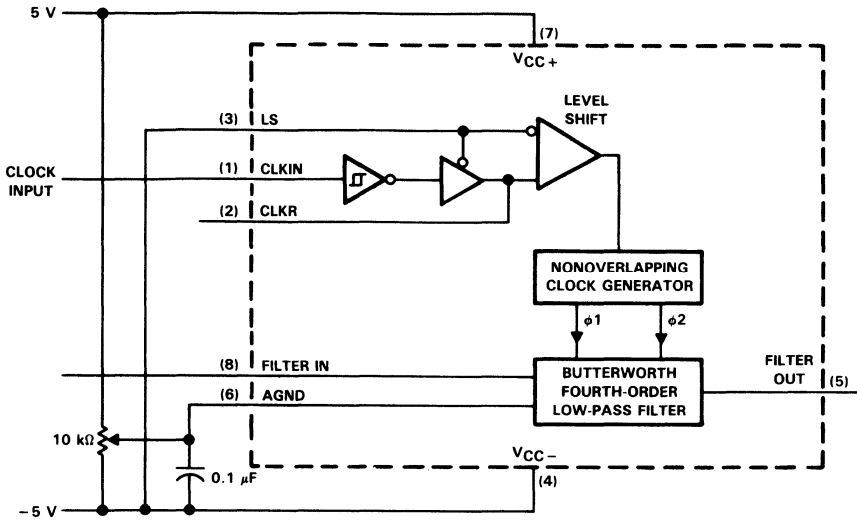 5 V
(7)
VCC+
LEVEL
SHIFT
(3) LS
CLOCK
INPUT
(1) CLKIN
(2) CLKR
NONOVERLAPPING
CLOCK GENERATOR
φ1
φ2
(8) FILTER IN
BUTTERWORTH
FOURTH-ORDER
LOW-PASS FILTER
FILTER
OUT
(5)
(6) AGND
10 kΩ
0.1 μF
VCC−
(4)
−5 V